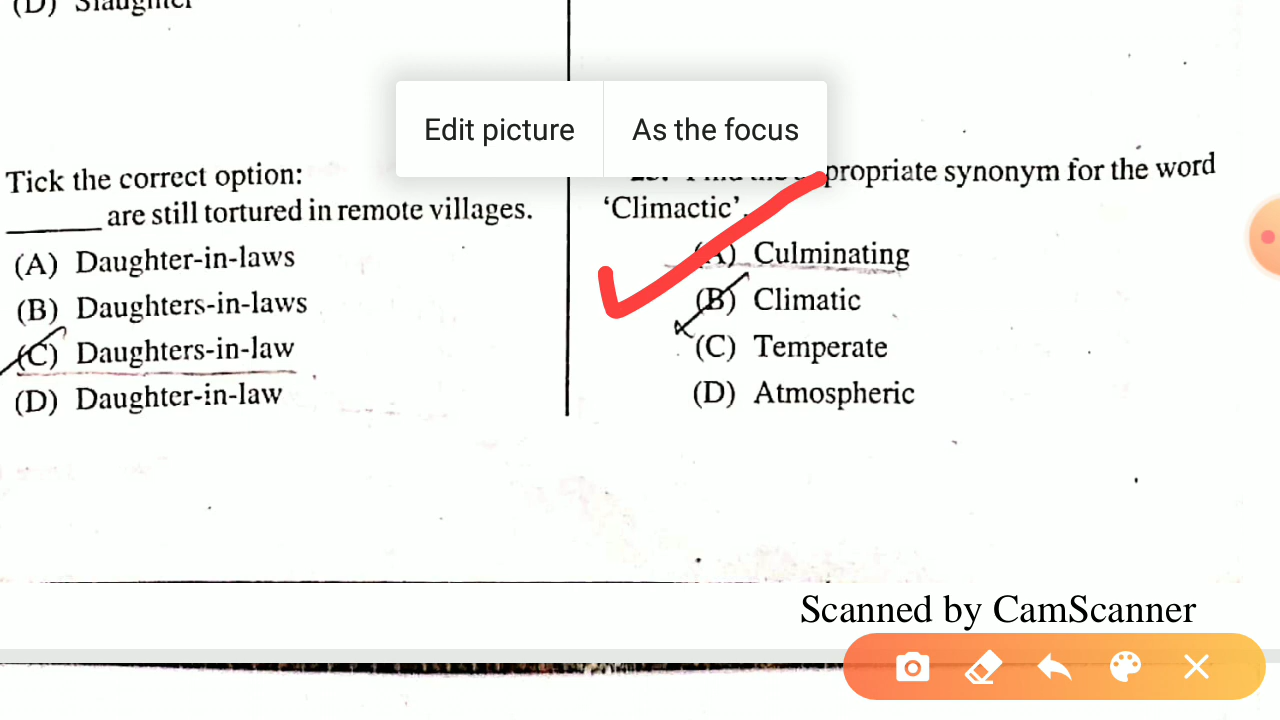 (D) Slaughter
Edit picture
As the focus
Tick the correct option:
______ are still tortured in remote villages.
(A) Daughter-in-laws
(B) Daughters-in-laws
(C) Daughters-in-law
(D) Daughter-in-law
propriate synonym for the word
‘Climactic’.
(A) Culminating
(B) Climatic
(C) Temperate
(D) Atmospheric
Scanned by CamScanner